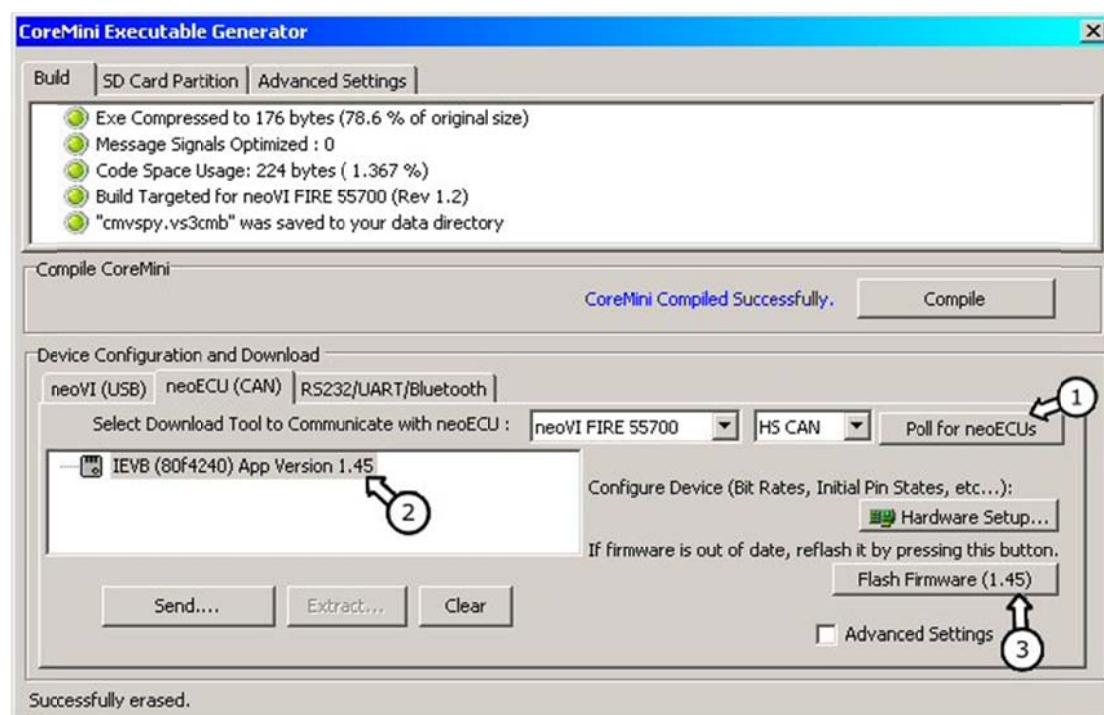 CoreMini Executable Generator
Build SD Card Partition Advanced Settings
Exe Compressed to 176 bytes (78.6 % of original size)
Message Signals Optimized : 0
Code Space Usage: 224 bytes ( 1.367 %)
Build Targeted for neoVI FIRE 55700 (Rev 1.2)
"cmvspy.vs3cmb" was saved to your data directory
Compile CoreMini
CoreMini Compiled Successfully. Compile
Device Configuration and Download
neoVI (USB) neoECU (CAN) RS232/UART/Bluetooth
1
Select Download Tool to Communicate with neoECU : neoVI FIRE 55700 HS CAN Poll for neoECUs
IEVB (80f4240) App Version 1.45
2
Configure Device (Bit Rates, Initial Pin States, etc...):
Hardware Setup...
If firmware is out of date, reflash it by pressing this button.
Flash Firmware (1.45)
Send.... Extract... Clear
Advanced Settings
3
Successfully erased.